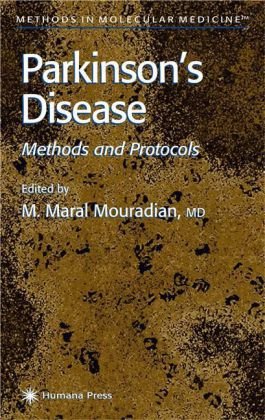 METHODS IN MOLECULAR MEDICINE™
Parkinson's
Disease
Methods and Protocols
Edited by
M. Maral Mouradian, MD
Humana Press